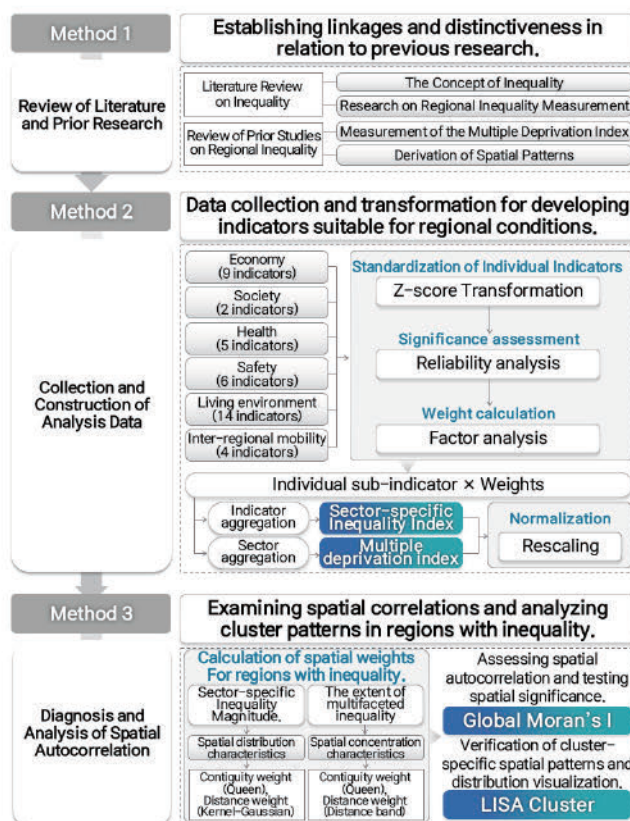 Method 1
Establishing linkages and distinctiveness in
relation to previous research.
Review of Literature
and Prior Research
Literature Review
on Inequality
The Concept of Inequality
Research on Regional Inequality Measurement
Review of Prior Studies
on Regional Inequality
Measurement of the Multiple Deprivation Index
Derivation of Spatial Patterns
Method 2
Data collection and transformation for developing
indicators suitable for regional conditions.
Collection and
Construction of
Analysis Data
Economy
(9 indicators)
Society
(2 indicators)
Health
(5 indicators)
Safety
(6 indicators)
Living environment
(14 indicators)
Inter-regional mobility
(4 indicators)
Standardization of Individual Indicators
Z-score Transformation
Significance assessment
Reliability analysis
Weight calculation
Factor analysis
Individual sub-indicator × Weights
Indicator
aggregation
Sector-specific
Inequality Index
Sector
aggregation
Multiple
deprivation index
Normalization
Rescaling
Method 3
Examining spatial correlations and analyzing
cluster patterns in regions with inequality.
Diagnosis and
Analysis of Spatial
Autocorrelation
Calculation of spatial weights
For regions with inequality.
Sector-specific
Inequality
Magnitude.
The extent of
multifaceted
inequality
Spatial distribution
characteristics
Spatial concentration
characteristics
Contiguity weight
(Queen),
Distance weight
(Kernel-Gaussian)
Contiguity weight
(Queen),
Distance weight
(Distance band)
Assessing spatial
autocorrelation and testing
spatial significance.
Global Moran's I
Verification of cluster-
specific spatial patterns and
distribution visualization.
LISA Cluster